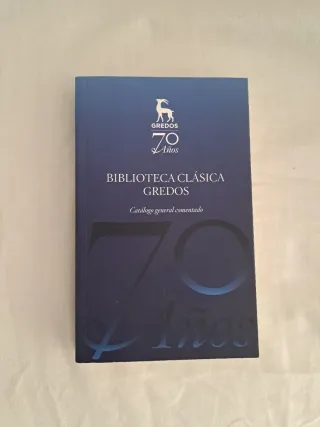 GREDOS
70
Años
BIBLIOTECA CLÁSICA
GREDOS
Catálogo general comentado
70
Años